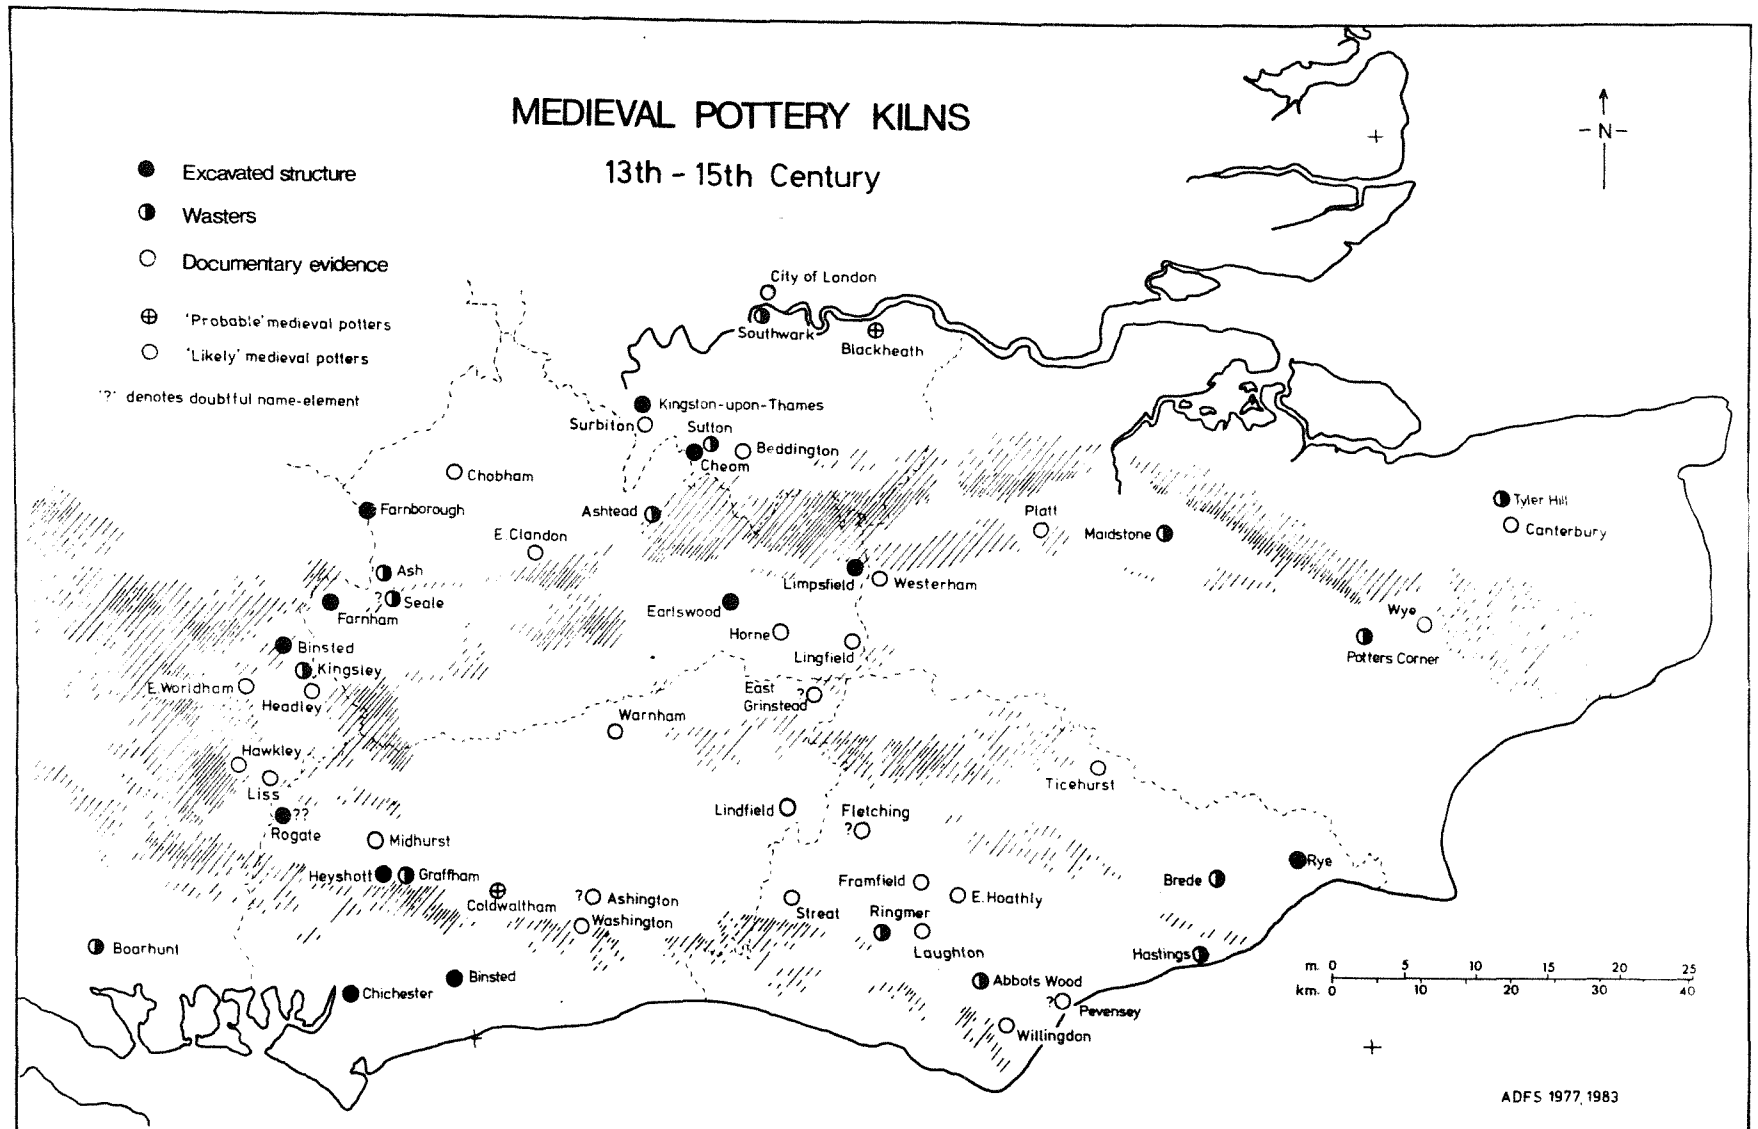 MEDIEVAL POTTERY KILNS
13th - 15th Century
- N -
Excavated structure
Wasters
Documentary evidence
'Probable' medieval potters
'Likely' medieval potters
'?' denotes doubtful name-element
City of London
Southwark
Blackheath
Kingston-upon-Thames
Surbiton
Sutton
Cheam
Beddington
Chobham
Farnborough
Ashtead
E. Clandon
Platt
Maidstone
Tyler Hill
Canterbury
Ash
? Seale
Farnham
Limpsfield
Westerham
Earlswood
Horne
Lingfield
Wye
Potters Corner
Binsted
Kingsley
E. Worldham
Headley
East
Grinstead ?
Warnham
Hawkley
Liss
??
Rogate
Ticehurst
Lindfield
Fletching
?
Midhurst
Heyshott
Graffham
Coldwaltham
? Ashington
Washington
Streat
Framfield
E. Hoathly
Ringmer
Laughton
Brede
Rye
Boarhunt
Hastings
Chichester
Binsted
Abbots Wood
? Pevensey
Willingdon
m. 0 5 10 15 20 25
km. 0 10 20 30 40
ADFS 1977, 1983